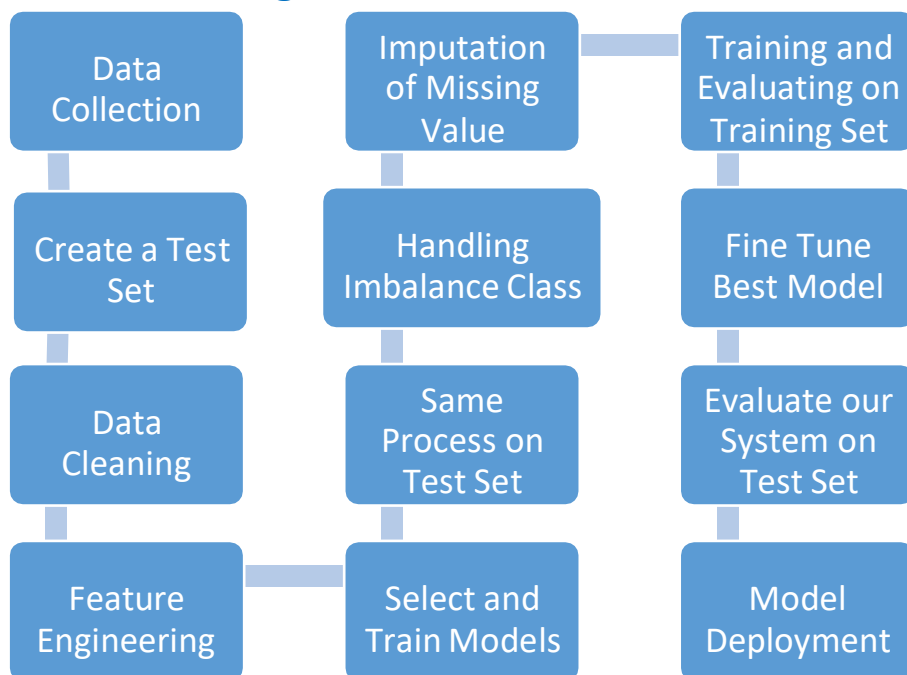 Data
Collection
Create a Test
Set
Data
Cleaning
Feature
Engineering
Select and
Train Models
Same
Process on
Test Set
Handling
Imbalance Class
Imputation
of Missing
Value
Training and
Evaluating on
Training Set
Fine Tune
Best Model
Evaluate our
System on
Test Set
Model
Deployment